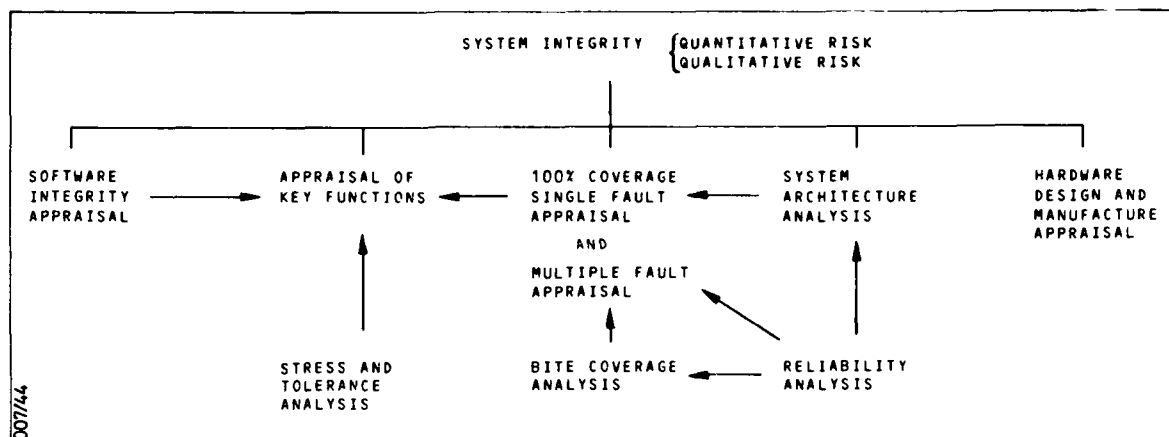 SYSTEM INTEGRITY
QUANTITATIVE RISK
QUALITATIVE RISK
SOFTWARE
INTEGRITY
APPRAISAL
APPRAISAL OF
KEY FUNCTIONS
100% COVERAGE
SINGLE FAULT
APPRAISAL
AND
MULTIPLE FAULT
APPRAISAL
SYSTEM
ARCHITECTURE
ANALYSIS
HARDWARE
DESIGN AND
MANUFACTURE
APPRAISAL
STRESS AND
TOLERANCE
ANALYSIS
BITE COVERAGE
ANALYSIS
RELIABILITY
ANALYSIS
007/44